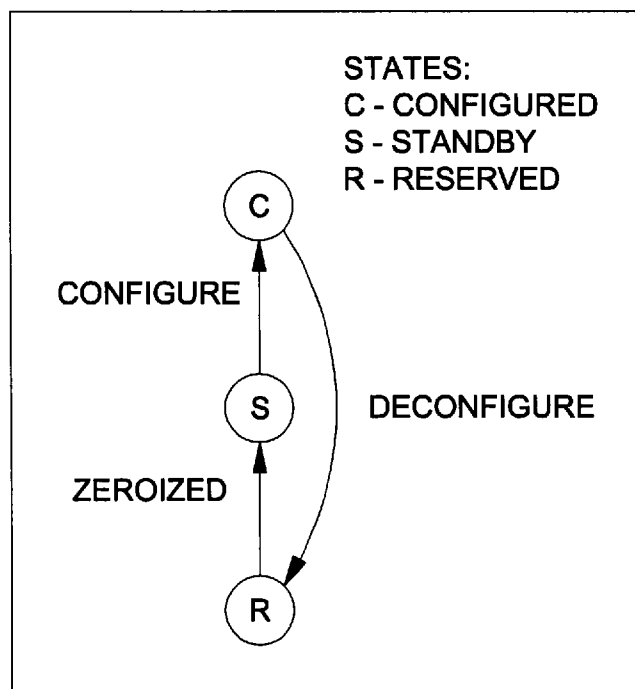 STATES:
C - CONFIGURED
S - STANDBY
R - RESERVED
C
CONFIGURE
S
DECONFIGURE
ZEROIZED
R